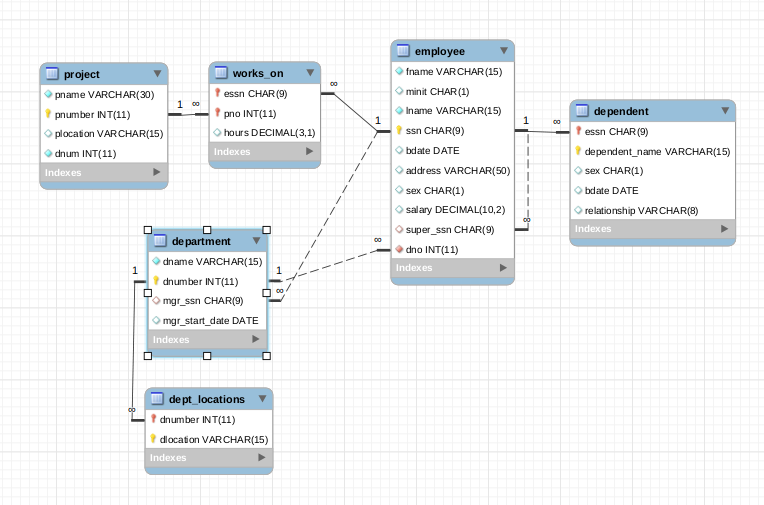 project
pname VARCHAR(30)
pnumber INT(11)
plocation VARCHAR(15)
dnum INT(11)
Indexes
1
∞
works_on
essn CHAR(9)
pno INT(11)
hours DECIMAL(3,1)
Indexes
∞
1
employee
fname VARCHAR(15)
minit CHAR(1)
lname VARCHAR(15)
ssn CHAR(9)
bdate DATE
address VARCHAR(50)
sex CHAR(1)
salary DECIMAL(10,2)
super_ssn CHAR(9)
dno INT(11)
Indexes
1
∞
∞
dependent
essn CHAR(9)
dependent_name VARCHAR(15)
sex CHAR(1)
bdate DATE
relationship VARCHAR(8)
Indexes
department
dname VARCHAR(15)
dnumber INT(11)
mgr_ssn CHAR(9)
mgr_start_date DATE
Indexes
1
1
∞
∞
∞
dept_locations
dnumber INT(11)
dlocation VARCHAR(15)
Indexes